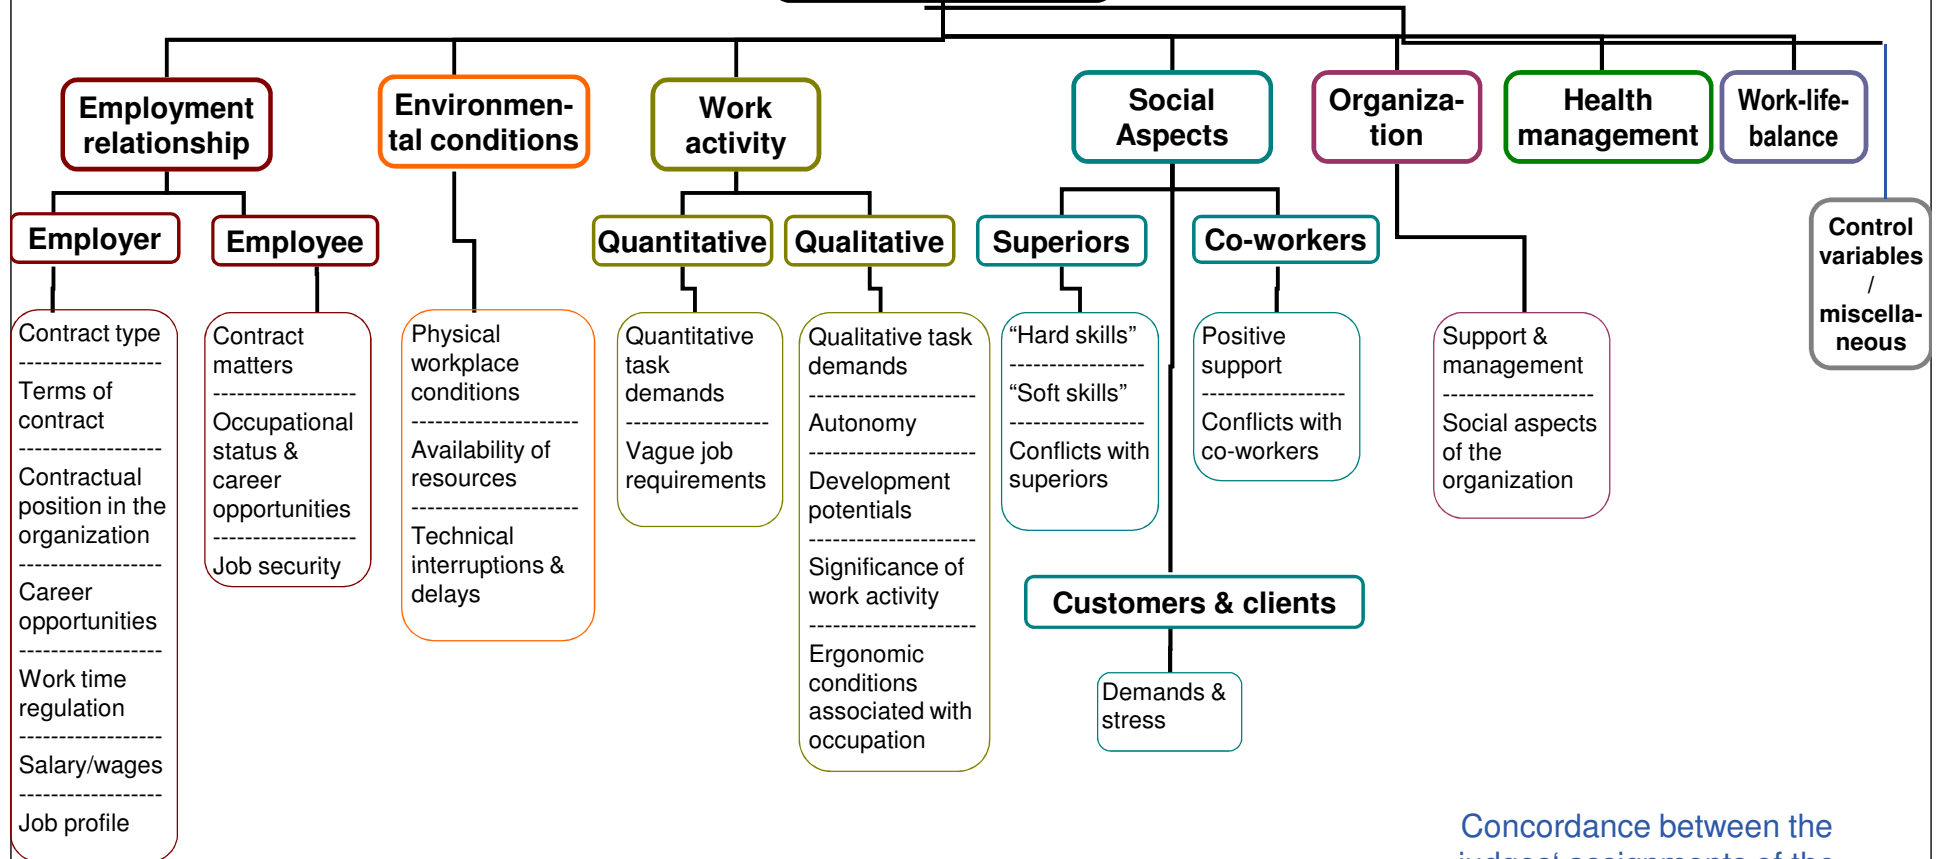 Employment
relationship
Environmen-
tal conditions
Work
activity
Social
Aspects
Organiza-
tion
Health
management
Work-life-
balance
Employer
Employee
Quantitative
Qualitative
Superiors
Co-workers
Control
variables
/
miscella-
neous
Contract type
--------------------
Terms of
contract
--------------------
Contractual
position in the
organization
--------------------
Career
opportunities
--------------------
Work time
regulation
--------------------
Salary/wages
--------------------
Job profile
Contract
matters
--------------------
Occupational
status &
career
opportunities
--------------------
Job security
Physical
workplace
conditions
-----------------------
Availability of
resources
-----------------------
Technical
interruptions &
delays
Quantitative
task
demands
--------------------
Vague job
requirements
Qualitative task
demands
-----------------------
Autonomy
-----------------------
Development
potentials
-----------------------
Significance of
work activity
-----------------------
Ergonomic
conditions
associated with
occupation
“Hard skills”
-------------------
“Soft skills”
-------------------
Conflicts with
superiors
Positive
support
--------------------
Conflicts with
co-workers
Support &
management
---------------------
Social aspects
of the
organization
Customers & clients
Demands &
stress
Concordance between the
judges‘ assignments of the